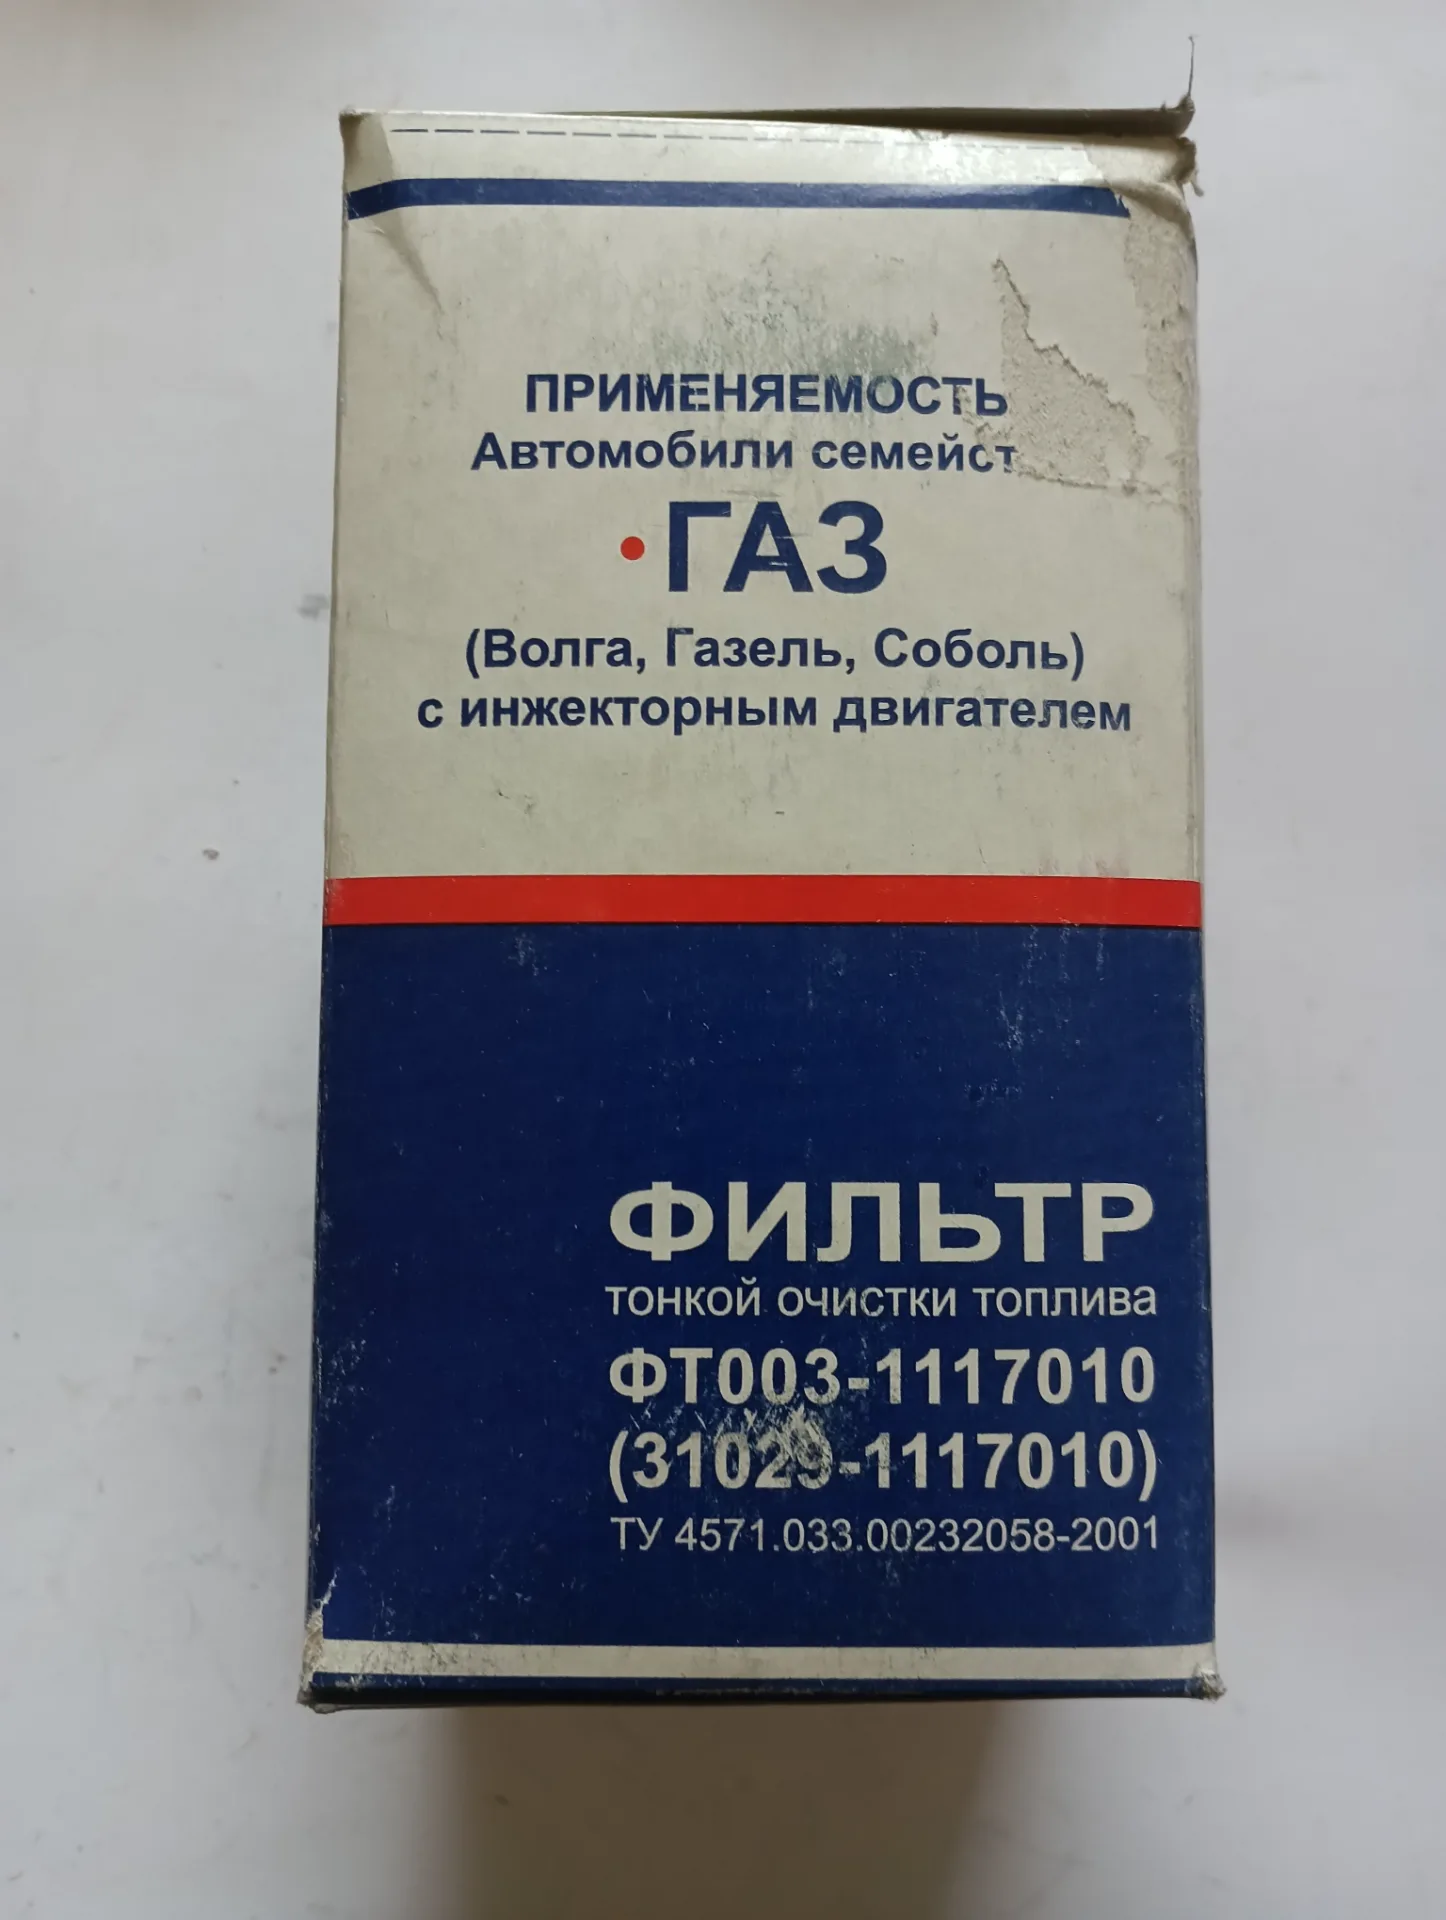 ПРИМЕНЯЕМОСТЬ
Автомобили семейст
ГАЗ
(Волга, Газель, Соболь)
с инжекторным двигателем
ФИЛЬТР
тонкой очистки топлива
ФТ003-1117010
(31029-1117010)
ТУ 4571.033.00232058-2001